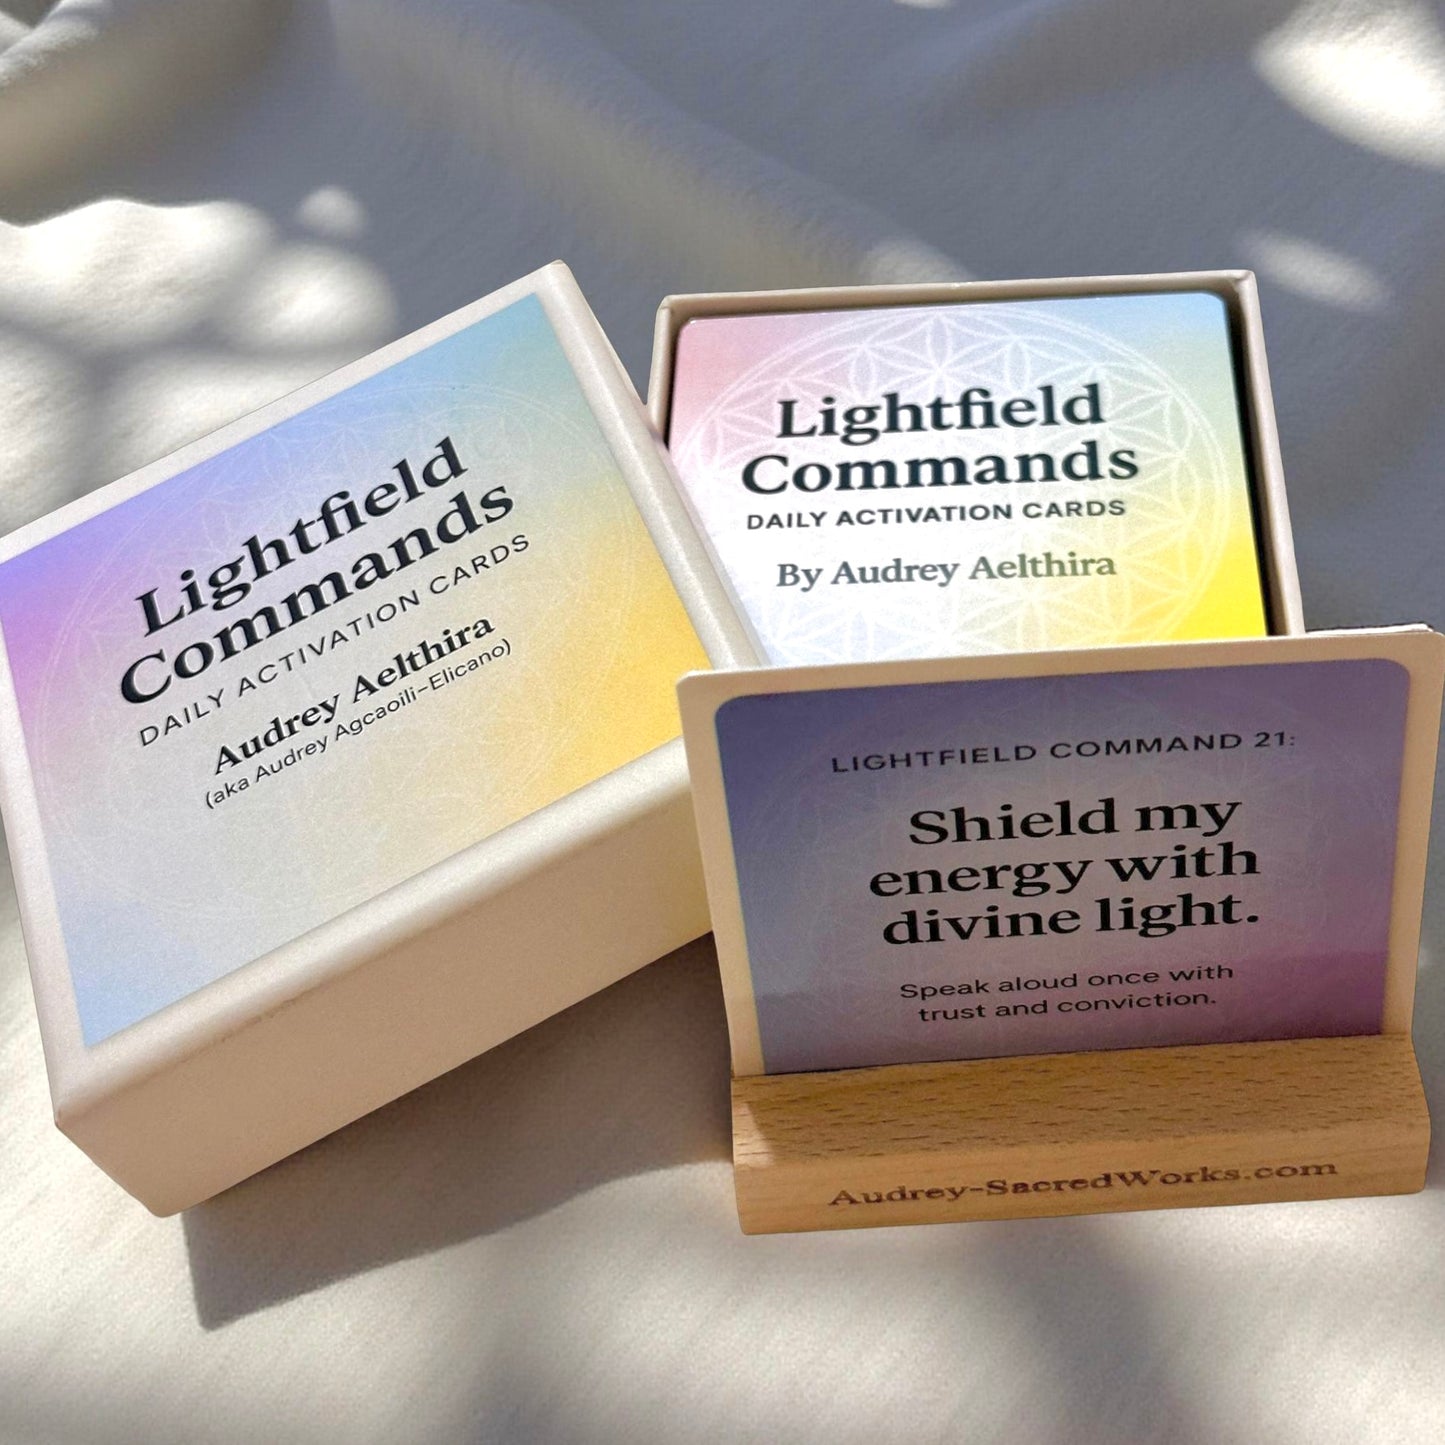 Lightfield
Commands
DAILY ACTIVATION CARDS
Audrey Aelthira
(aka Audrey Agcaoili-Elicano)
Lightfield
Commands
DAILY ACTIVATION CARDS
By Audrey Aelthira
LIGHTFIELD COMMAND 21:
Shield my
energy with
divine light.
Speak aloud once with
trust and conviction.
Audrey-SacredWorks.com